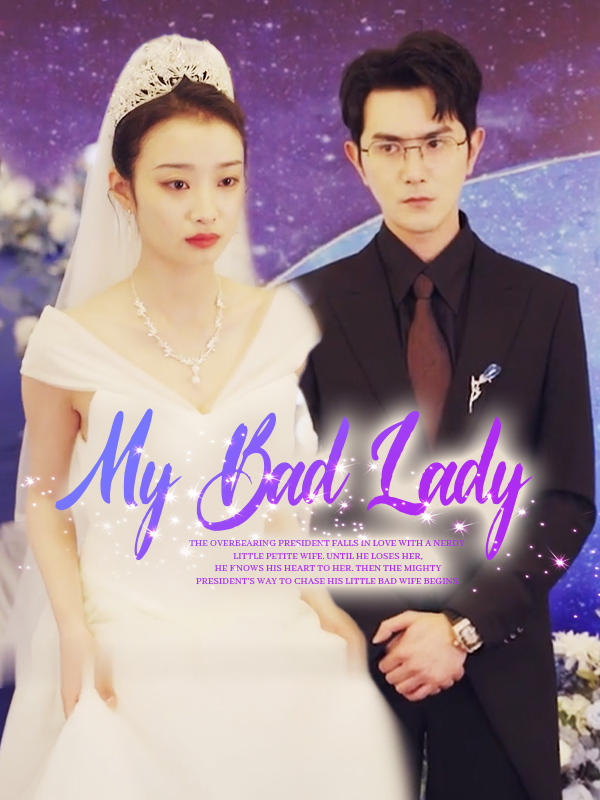 My Bad Lady
THE OVERBEARING PRESIDENT FALLS IN LOVE WITH A NERDY
LITTLE PETITE WIFE. UNTIL HE LOSES HER,
HE KNOWS HIS HEART TO HER. THEN THE MIGHTY
PRESIDENT'S WAY TO CHASE HIS LITTLE BAD WIFE BEGINS